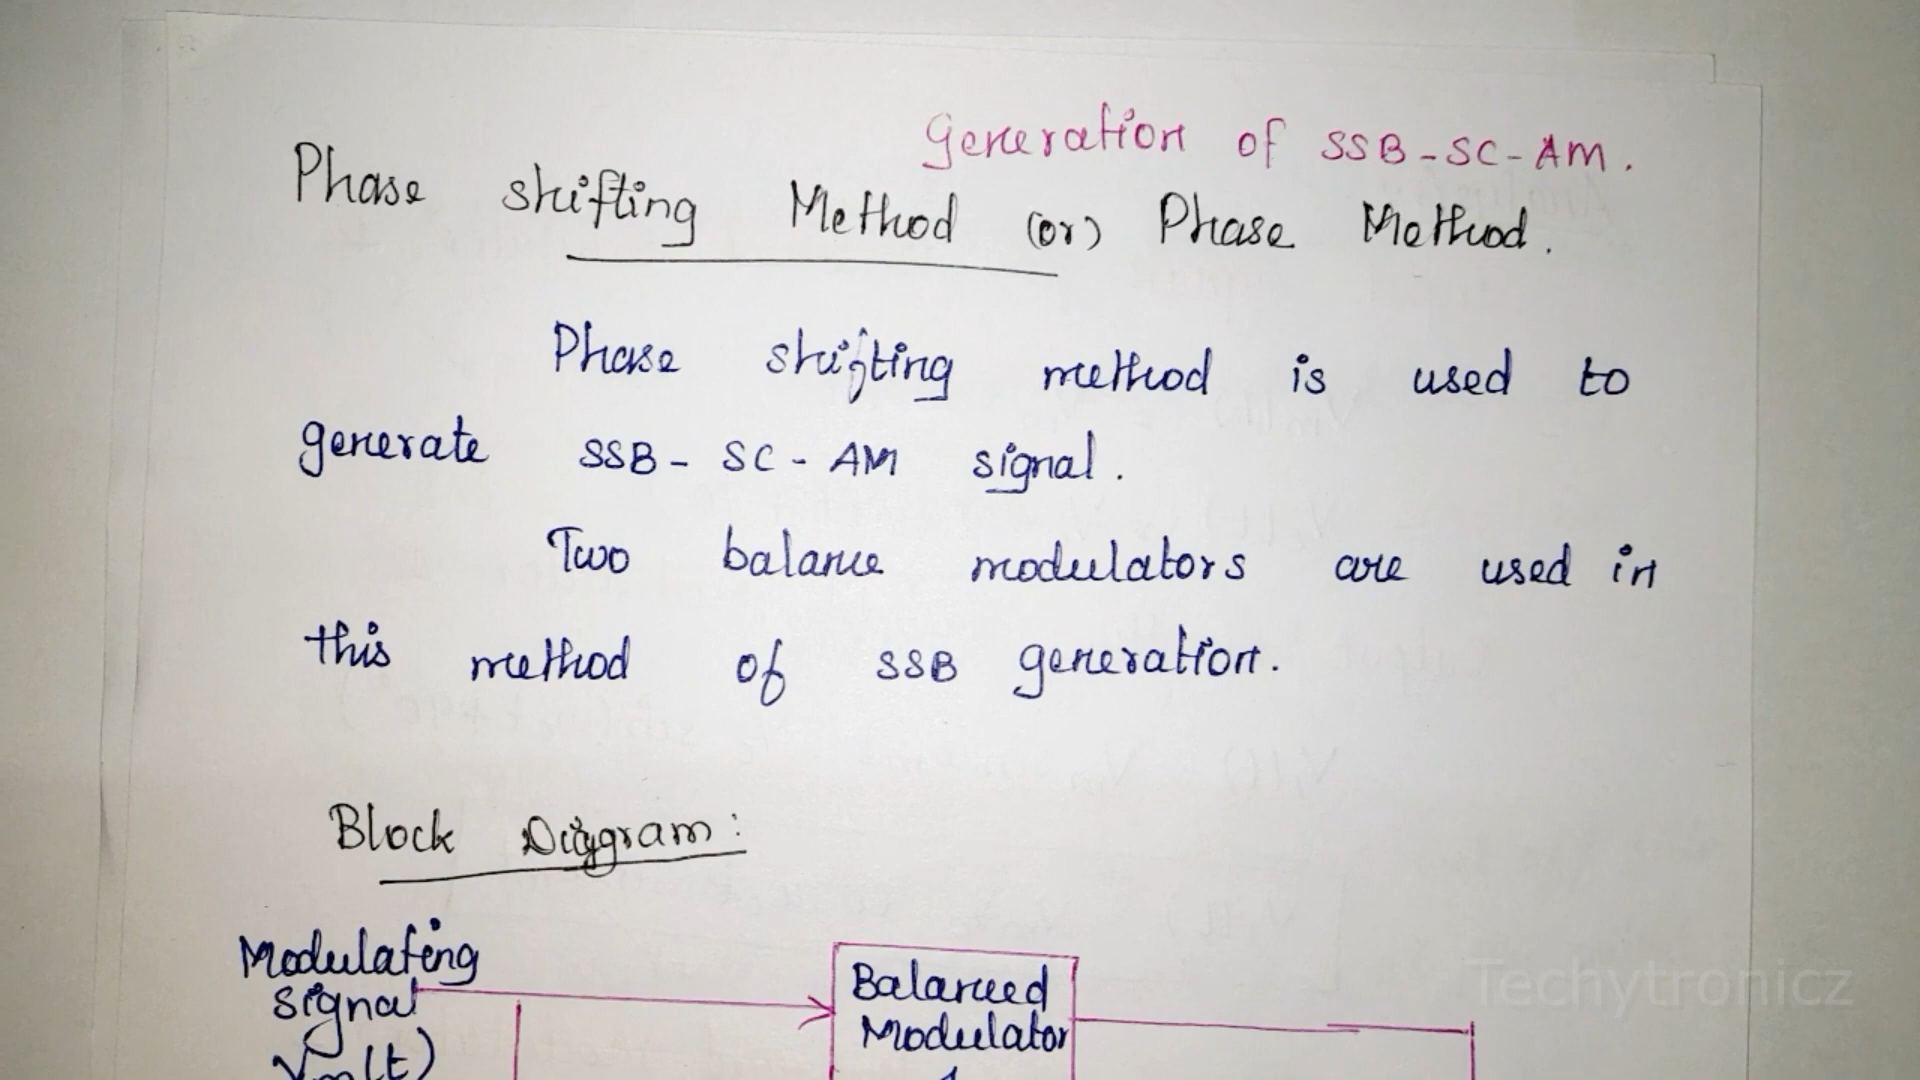 Generation of SSB-SC-AM.
Phase shifting Method (or) Phase Method.
Phase shifting method is used to
generate SSB-SC-AM signal.
Two balance modulators are used in
this method of SSB generation.
Block Diagram:
Modulating
signal
Vm(t)
Balanced
Modulator
1
Techytronicz